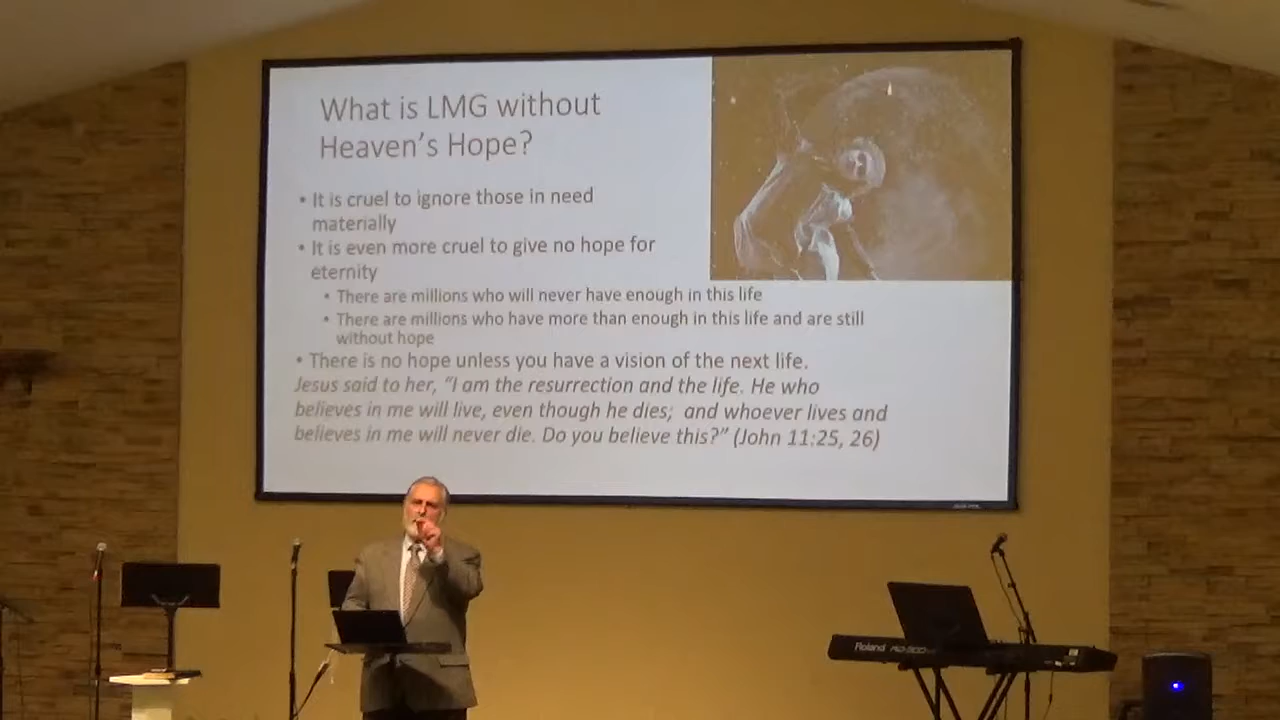 What is LMG without
Heaven's Hope?
• It is cruel to ignore those in need
materially
• It is even more cruel to give no hope for
eternity
• There are millions who will never have enough in this life
• There are millions who have more than enough in this life and are still
without hope
• There is no hope unless you have a vision of the next life.
Jesus said to her, “I am the resurrection and the life. He who
believes in me will live, even though he dies; and whoever lives and
believes in me will never die. Do you believe this?” (John 11:25, 26)
Roland